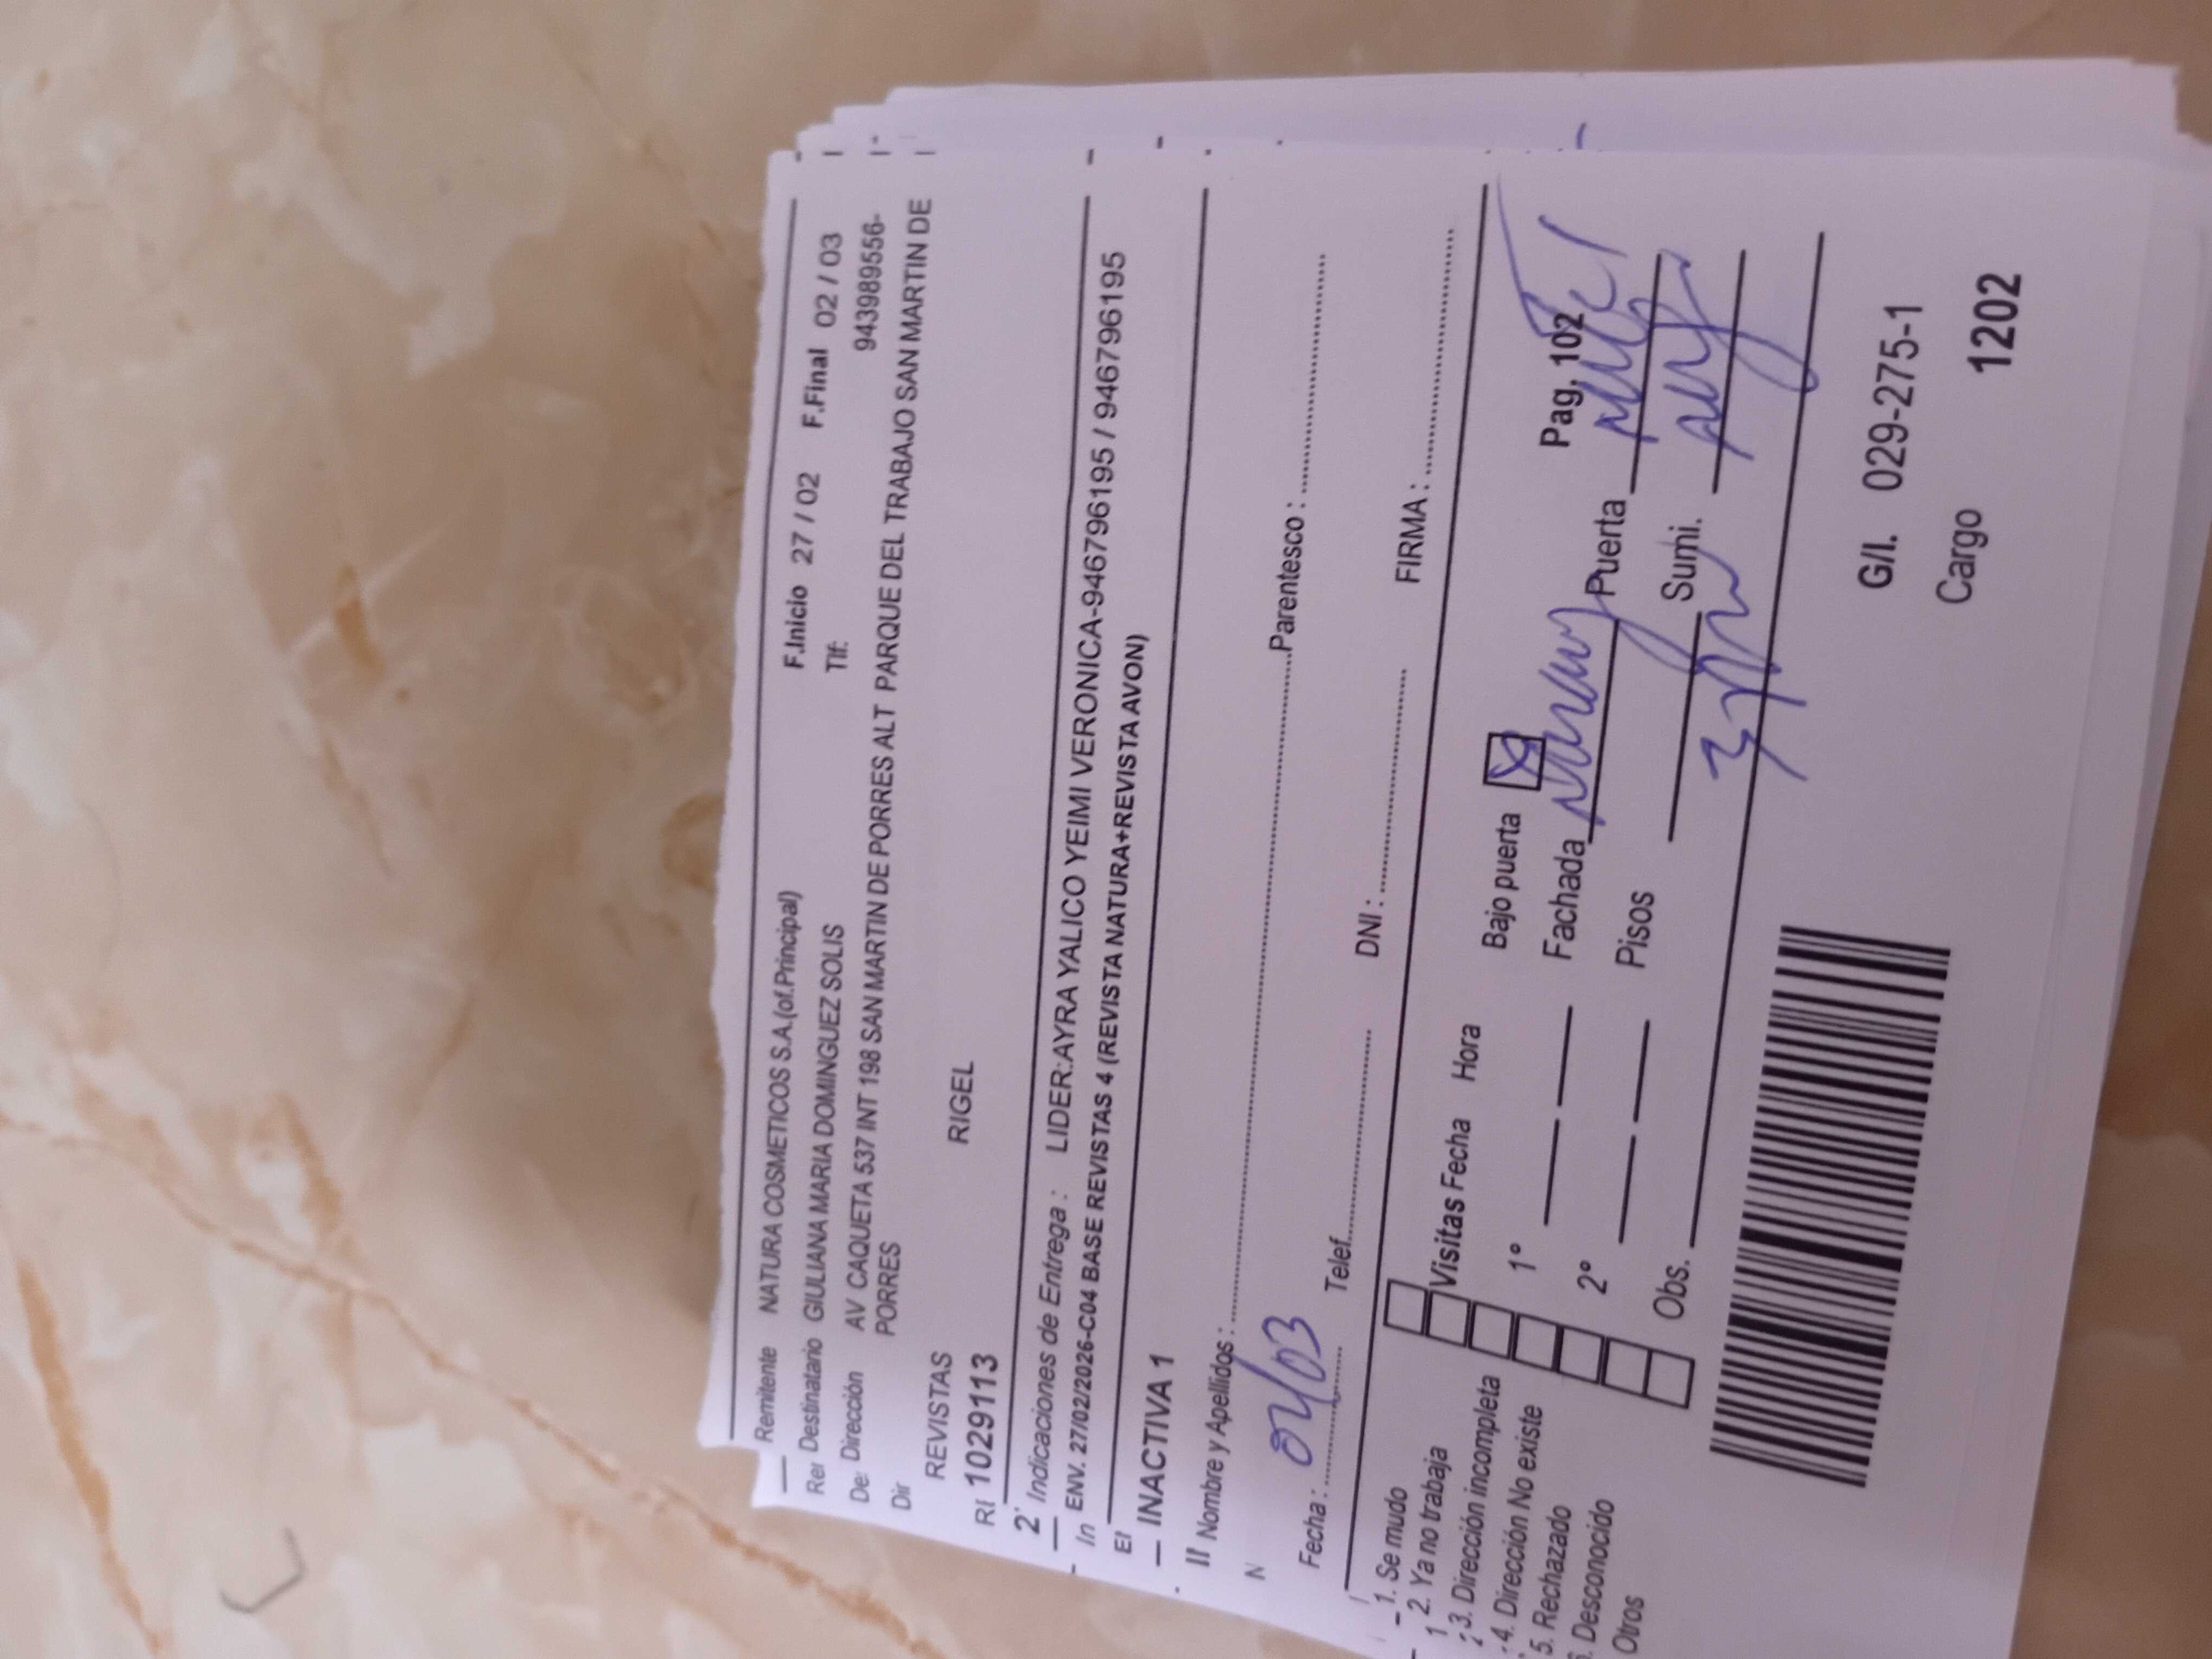 Remitente NATURA COSMETICOS S.A.(of.Principal) F.Inicio 27 / 02 F.Final 02 / 03
Destinatario GIULIANA MARIA DOMINGUEZ SOLIS Tlf: 943989556-
Dirección AV CAQUETA 537 INT 198 SAN MARTIN DE PORRES ALT PARQUE DEL TRABAJO SAN MARTIN DE
PORRES
REVISTAS RIGEL
10291113
Indicaciones de Entrega : LIDER:AYRA YALICO YEIMI VERONICA-946796195 / 946796195
ENV. 27/02/2026-C04 BASE REVISTAS 4 (REVISTA NATURA+REVISTA AVON)
INACTIVA 1
Nombre y Apellidos : Parentesco :
Fecha : 02/03 Telef. DNI : FIRMA :
1. Se mudo
2. Ya no trabaja
3. Dirección incompleta
4. Dirección No existe
5. Rechazado
Desconocido
Otros
Visitas Fecha Hora Bajo puerta Pag. 102
1° Fachada Puerta
2° Pisos Sumi.
Obs.
G/I. 029-275-1
Cargo 1202